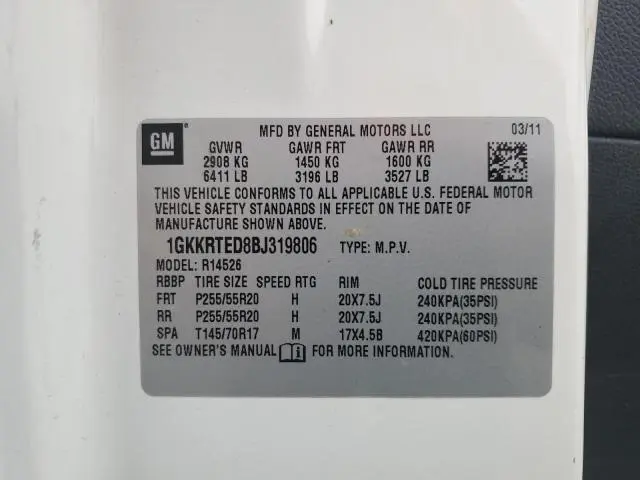 GM
MFD BY GENERAL MOTORS LLC 03/11
GVWR GAWR FRT GAWR RR
2908 KG 1450 KG 1600 KG
6411 LB 3196 LB 3527 LB
THIS VEHICLE CONFORMS TO ALL APPLICABLE U.S. FEDERAL MOTOR
VEHICLE SAFETY STANDARDS IN EFFECT ON THE DATE OF
MANUFACTURE SHOWN ABOVE.
1GKKRTED8BJ319806 TYPE: M.P.V.
MODEL: R14526
RBBP TIRE SIZE SPEED RTG RIM COLD TIRE PRESSURE
FRT P255/55R20 H 20X7.5J 240KPA(35PSI)
RR P255/55R20 H 20X7.5J 240KPA(35PSI)
SPA T145/70R17 M 17X4.5B 420KPA(60PSI)
SEE OWNER'S MANUAL FOR MORE INFORMATION.